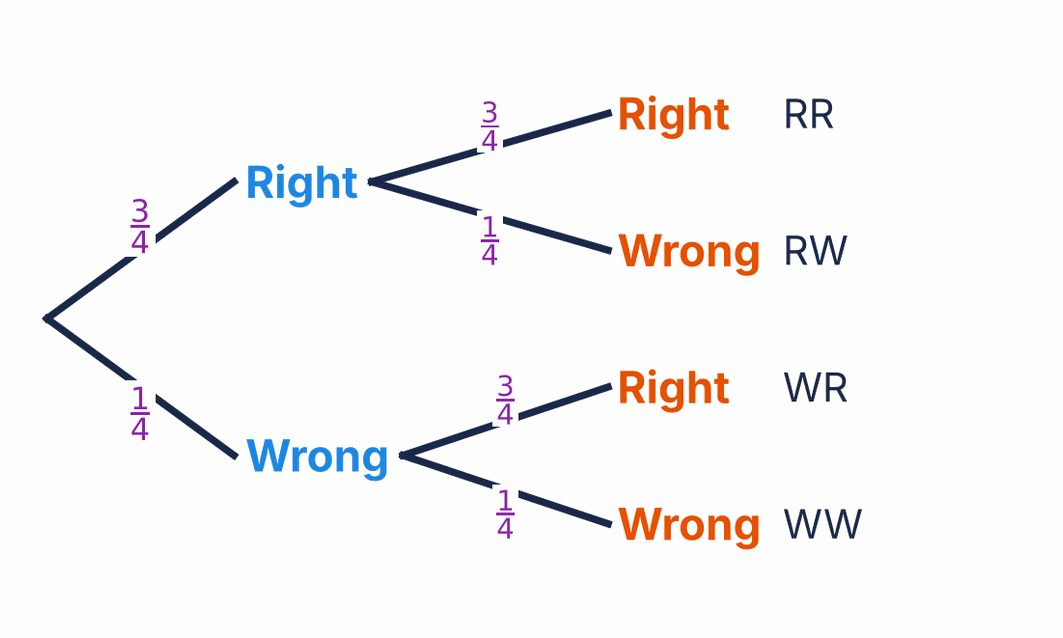 3/4
Right
3/4
Right RR
1/4
Wrong RW
1/4
Wrong
3/4
Right WR
1/4
Wrong WW